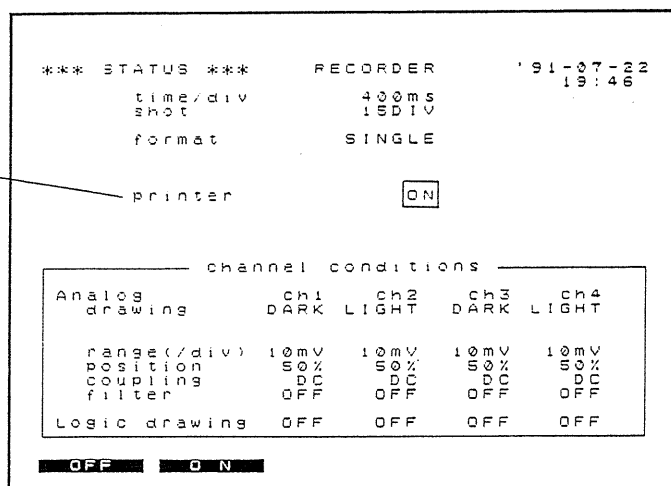 *** STATUS *** RECORDER '91-07-22
19:46
time/div 400ms
shot 15DIV
format SINGLE
printer ON
channel conditions
Analog Ch1 Ch2 Ch3 Ch4
drawing DARK LIGHT DARK LIGHT
range(/div) 10mV 10mV 10mV 10mV
position 50% 50% 50% 50%
coupling DC DC DC DC
filter OFF OFF OFF OFF
Logic drawing OFF OFF OFF OFF
OFF ON